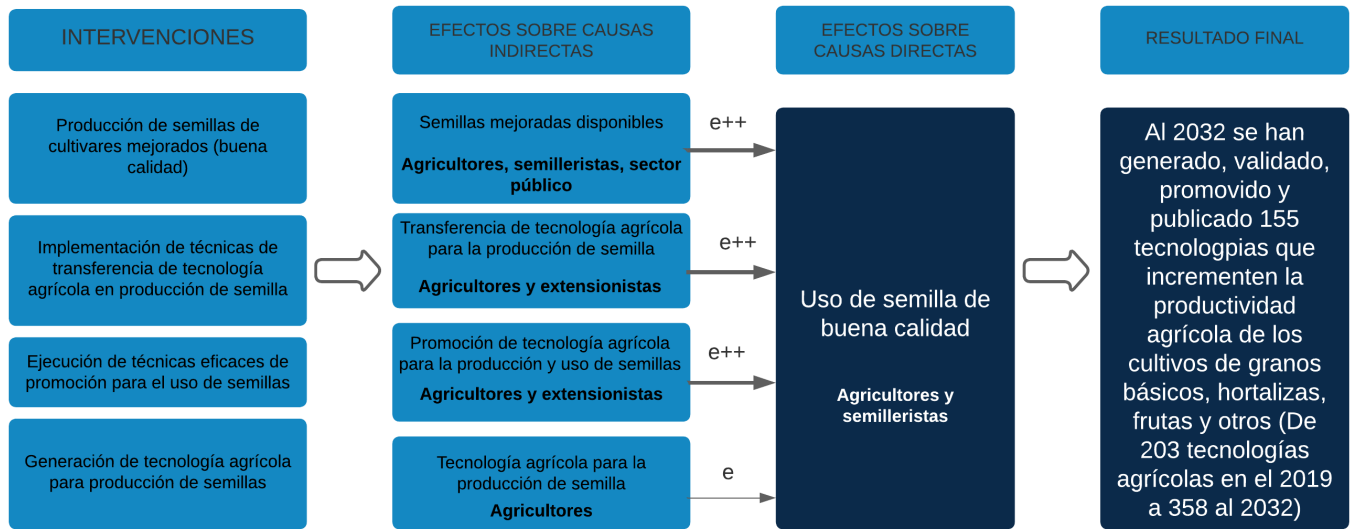 INTERVENCIONES
EFECTOS SOBRE CAUSAS
INDIRECTAS
EFECTOS SOBRE
CAUSAS DIRECTAS
RESULTADO FINAL
Producción de semillas de
cultivares mejorados (buena
calidad)
Implementación de técnicas de
transferencia de tecnología
agrícola en producción de semilla
Ejecución de técnicas eficaces de
promoción para el uso de semillas
Generación de tecnología agrícola
para producción de semillas
Semillas mejoradas disponibles
Agricultores, semilleristas, sector
público
e++
Transferencia de tecnología agrícola
para la producción de semilla
Agricultores y extensionistas
e++
Promoción de tecnología agrícola
para la producción y uso de semillas
Agricultores y extensionistas
e++
Tecnología agrícola para la
producción de semilla
Agricultores
e
Uso de semilla de
buena calidad
Agricultores y
semilleristas
Al 2032 se han
generado, validado,
promovido y
publicado 155
tecnologpias que
incrementen la
productividad
agrícola de los
cultivos de granos
básicos, hortalizas,
frutas y otros (De
203 tecnologías
agrícolas en el 2019
a 358 al 2032)